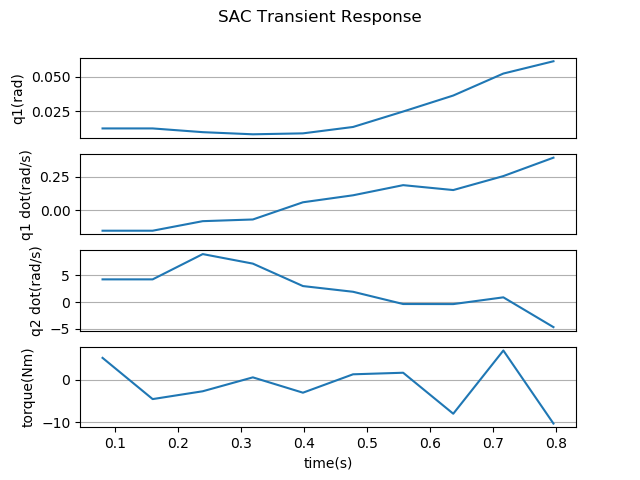 SAC Transient Response
q1(rad)
0.050
0.025
q1 dot(rad/s)
0.25
0.00
q2 dot(rad/s)
5
0
−5
torque(Nm)
0
−10
0.1 0.2 0.3 0.4 0.5 0.6 0.7 0.8
time(s)